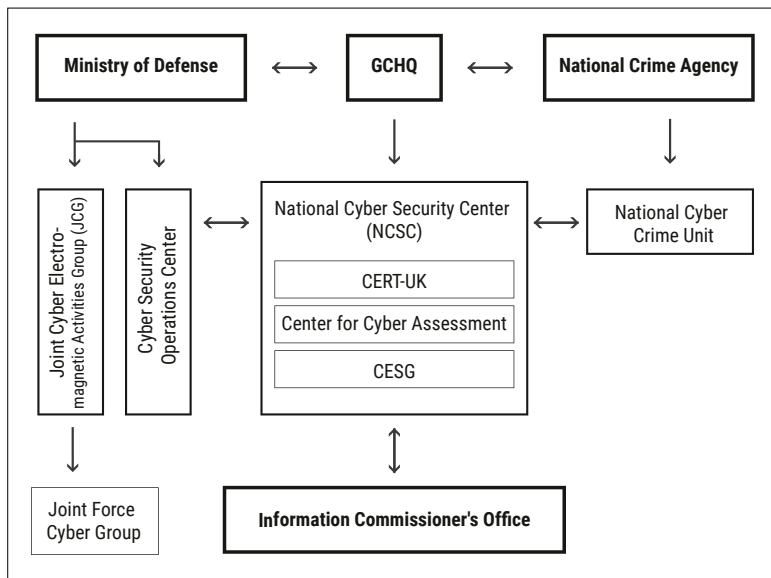 Ministry of Defense
GCHQ
National Crime Agency
Joint Cyber Electro-
magnetic Activities Group (JCG)
Cyber Security
Operations Center
National Cyber Security Center
(NCSC)
CERT-UK
Center for Cyber Assessment
CESG
National Cyber
Crime Unit
Joint Force
Cyber Group
Information Commissioner's Office